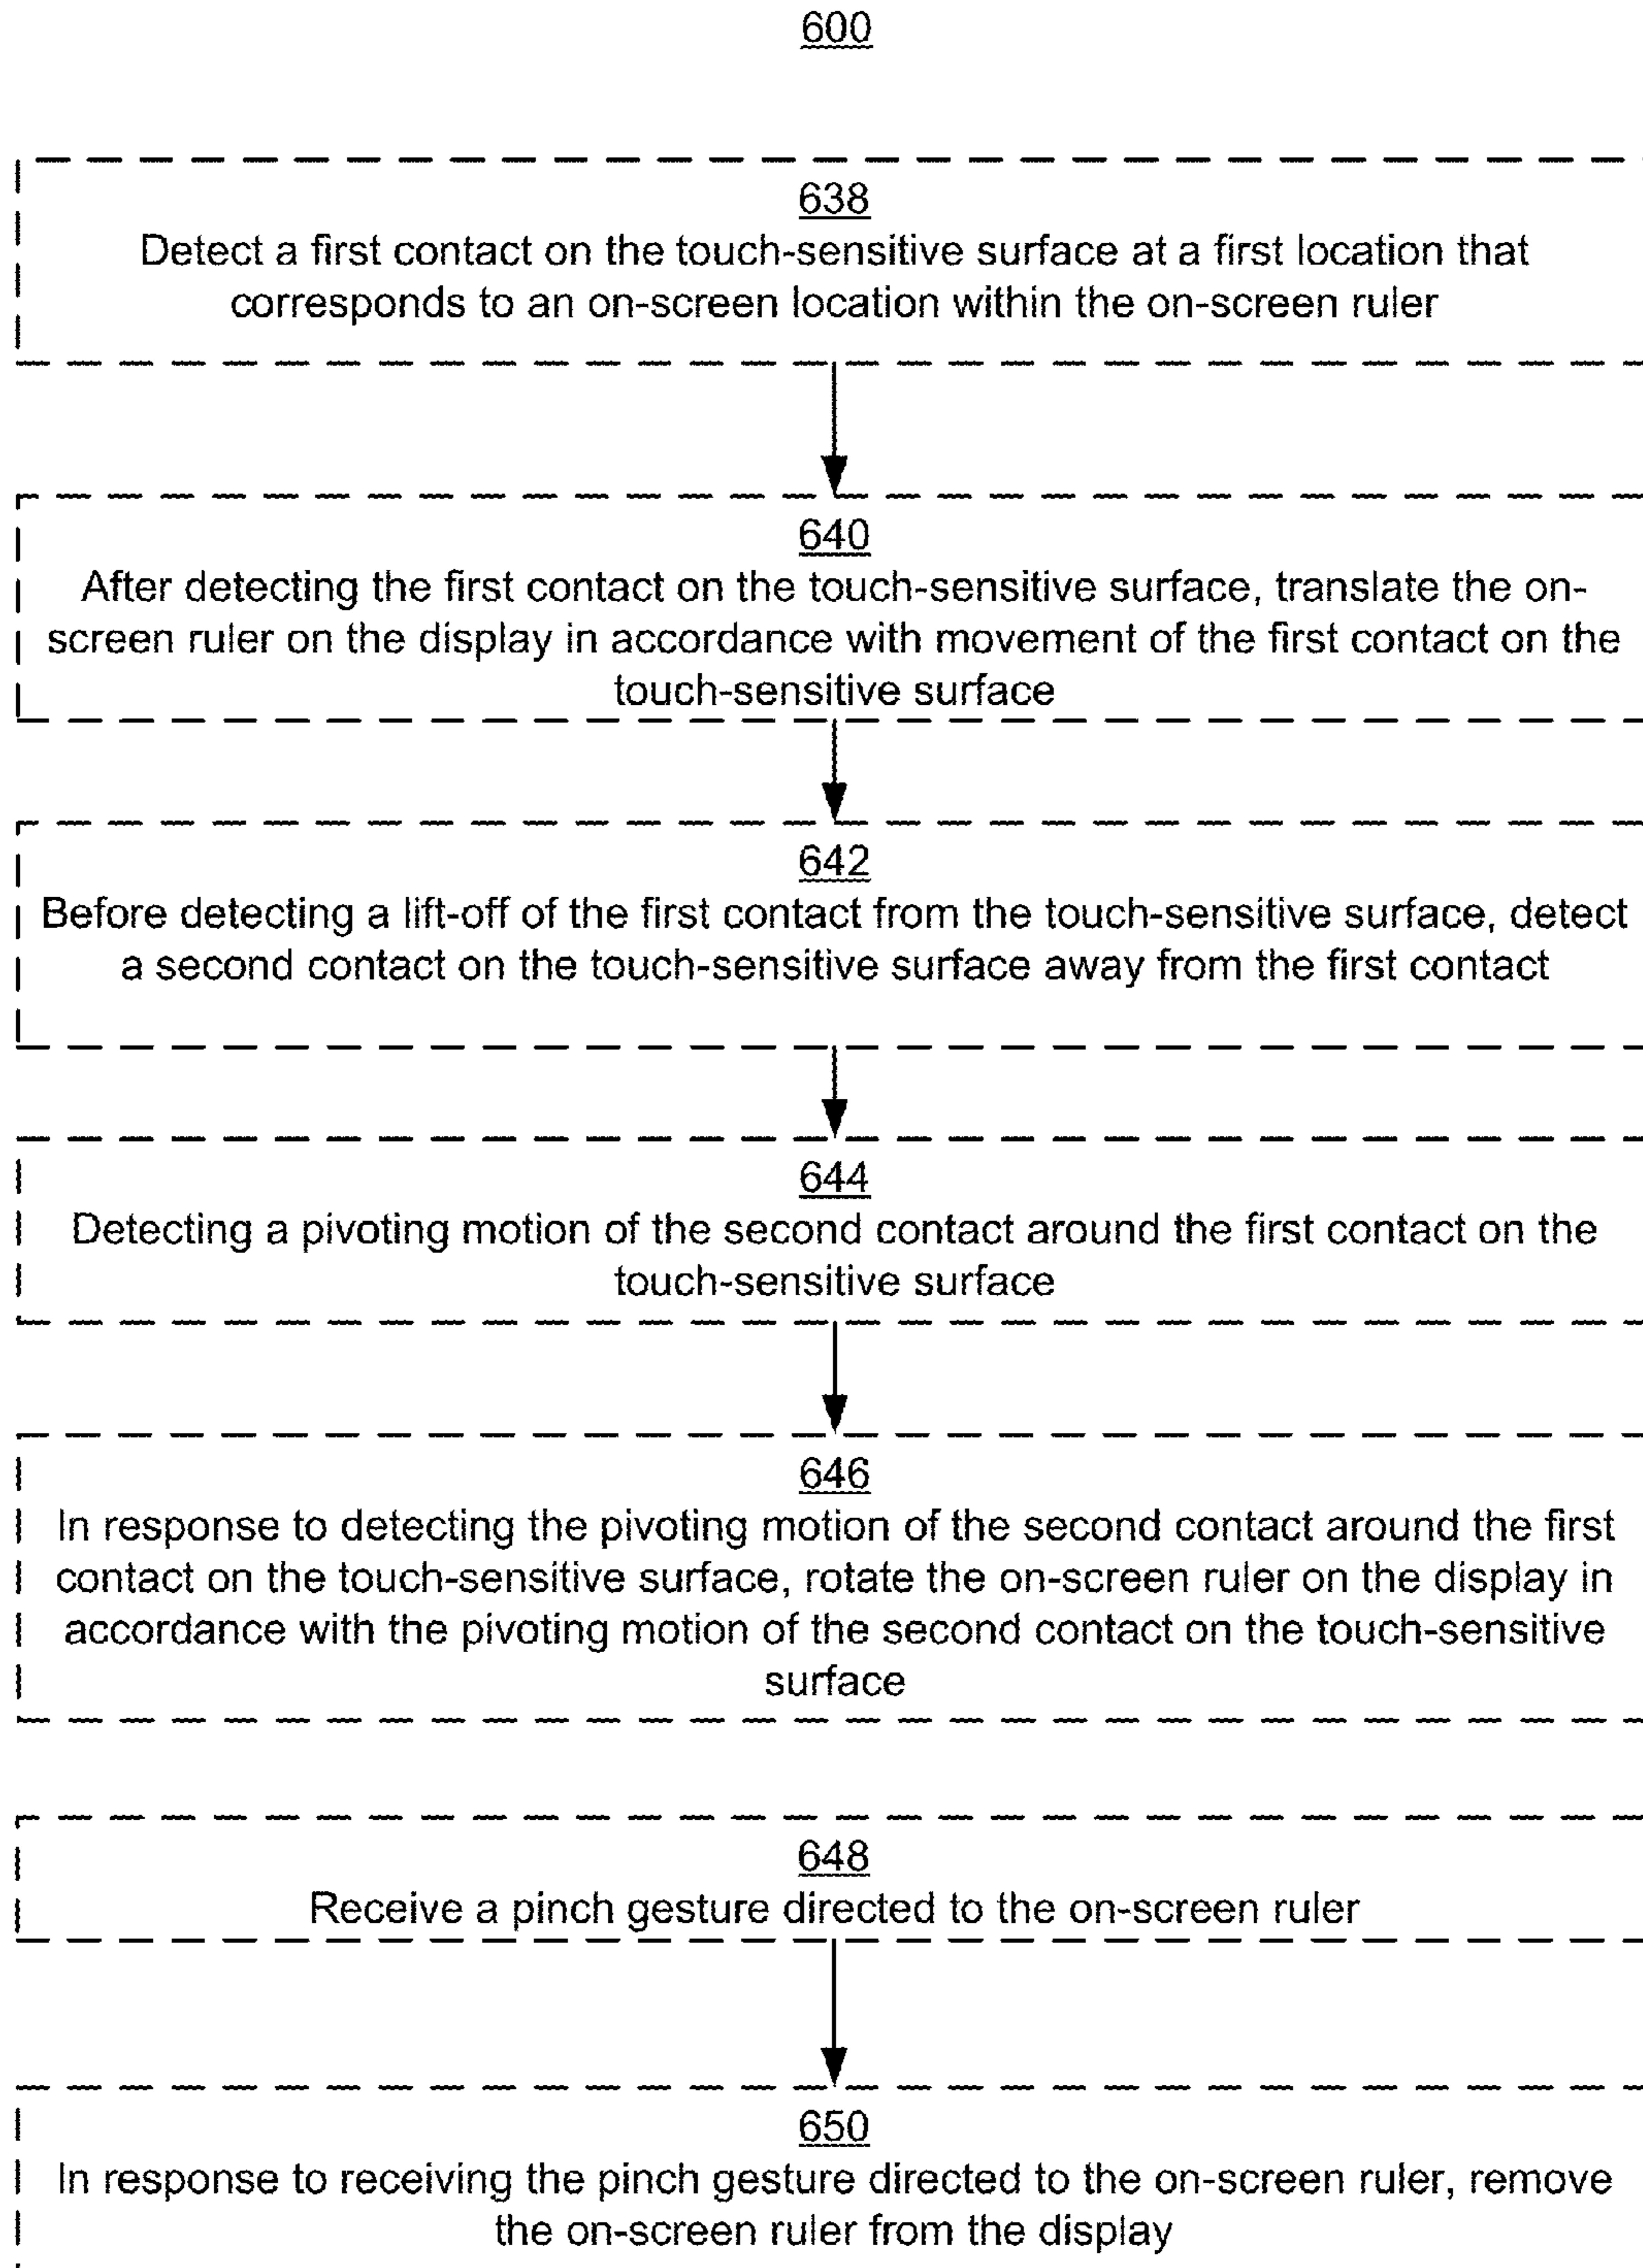 600
638
Detect a first contact on the touch-sensitive surface at a first location that
corresponds to an on-screen location within the on-screen ruler
640
After detecting the first contact on the touch-sensitive surface, translate the on-
screen ruler on the display in accordance with movement of the first contact on the
touch-sensitive surface
642
Before detecting a lift-off of the first contact from the touch-sensitive surface, detect
a second contact on the touch-sensitive surface away from the first contact
644
Detecting a pivoting motion of the second contact around the first contact on the
touch-sensitive surface
646
In response to detecting the pivoting motion of the second contact around the first
contact on the touch-sensitive surface, rotate the on-screen ruler on the display in
accordance with the pivoting motion of the second contact on the touch-sensitive
surface
648
Receive a pinch gesture directed to the on-screen ruler
650
In response to receiving the pinch gesture directed to the on-screen ruler, remove
the on-screen ruler from the display